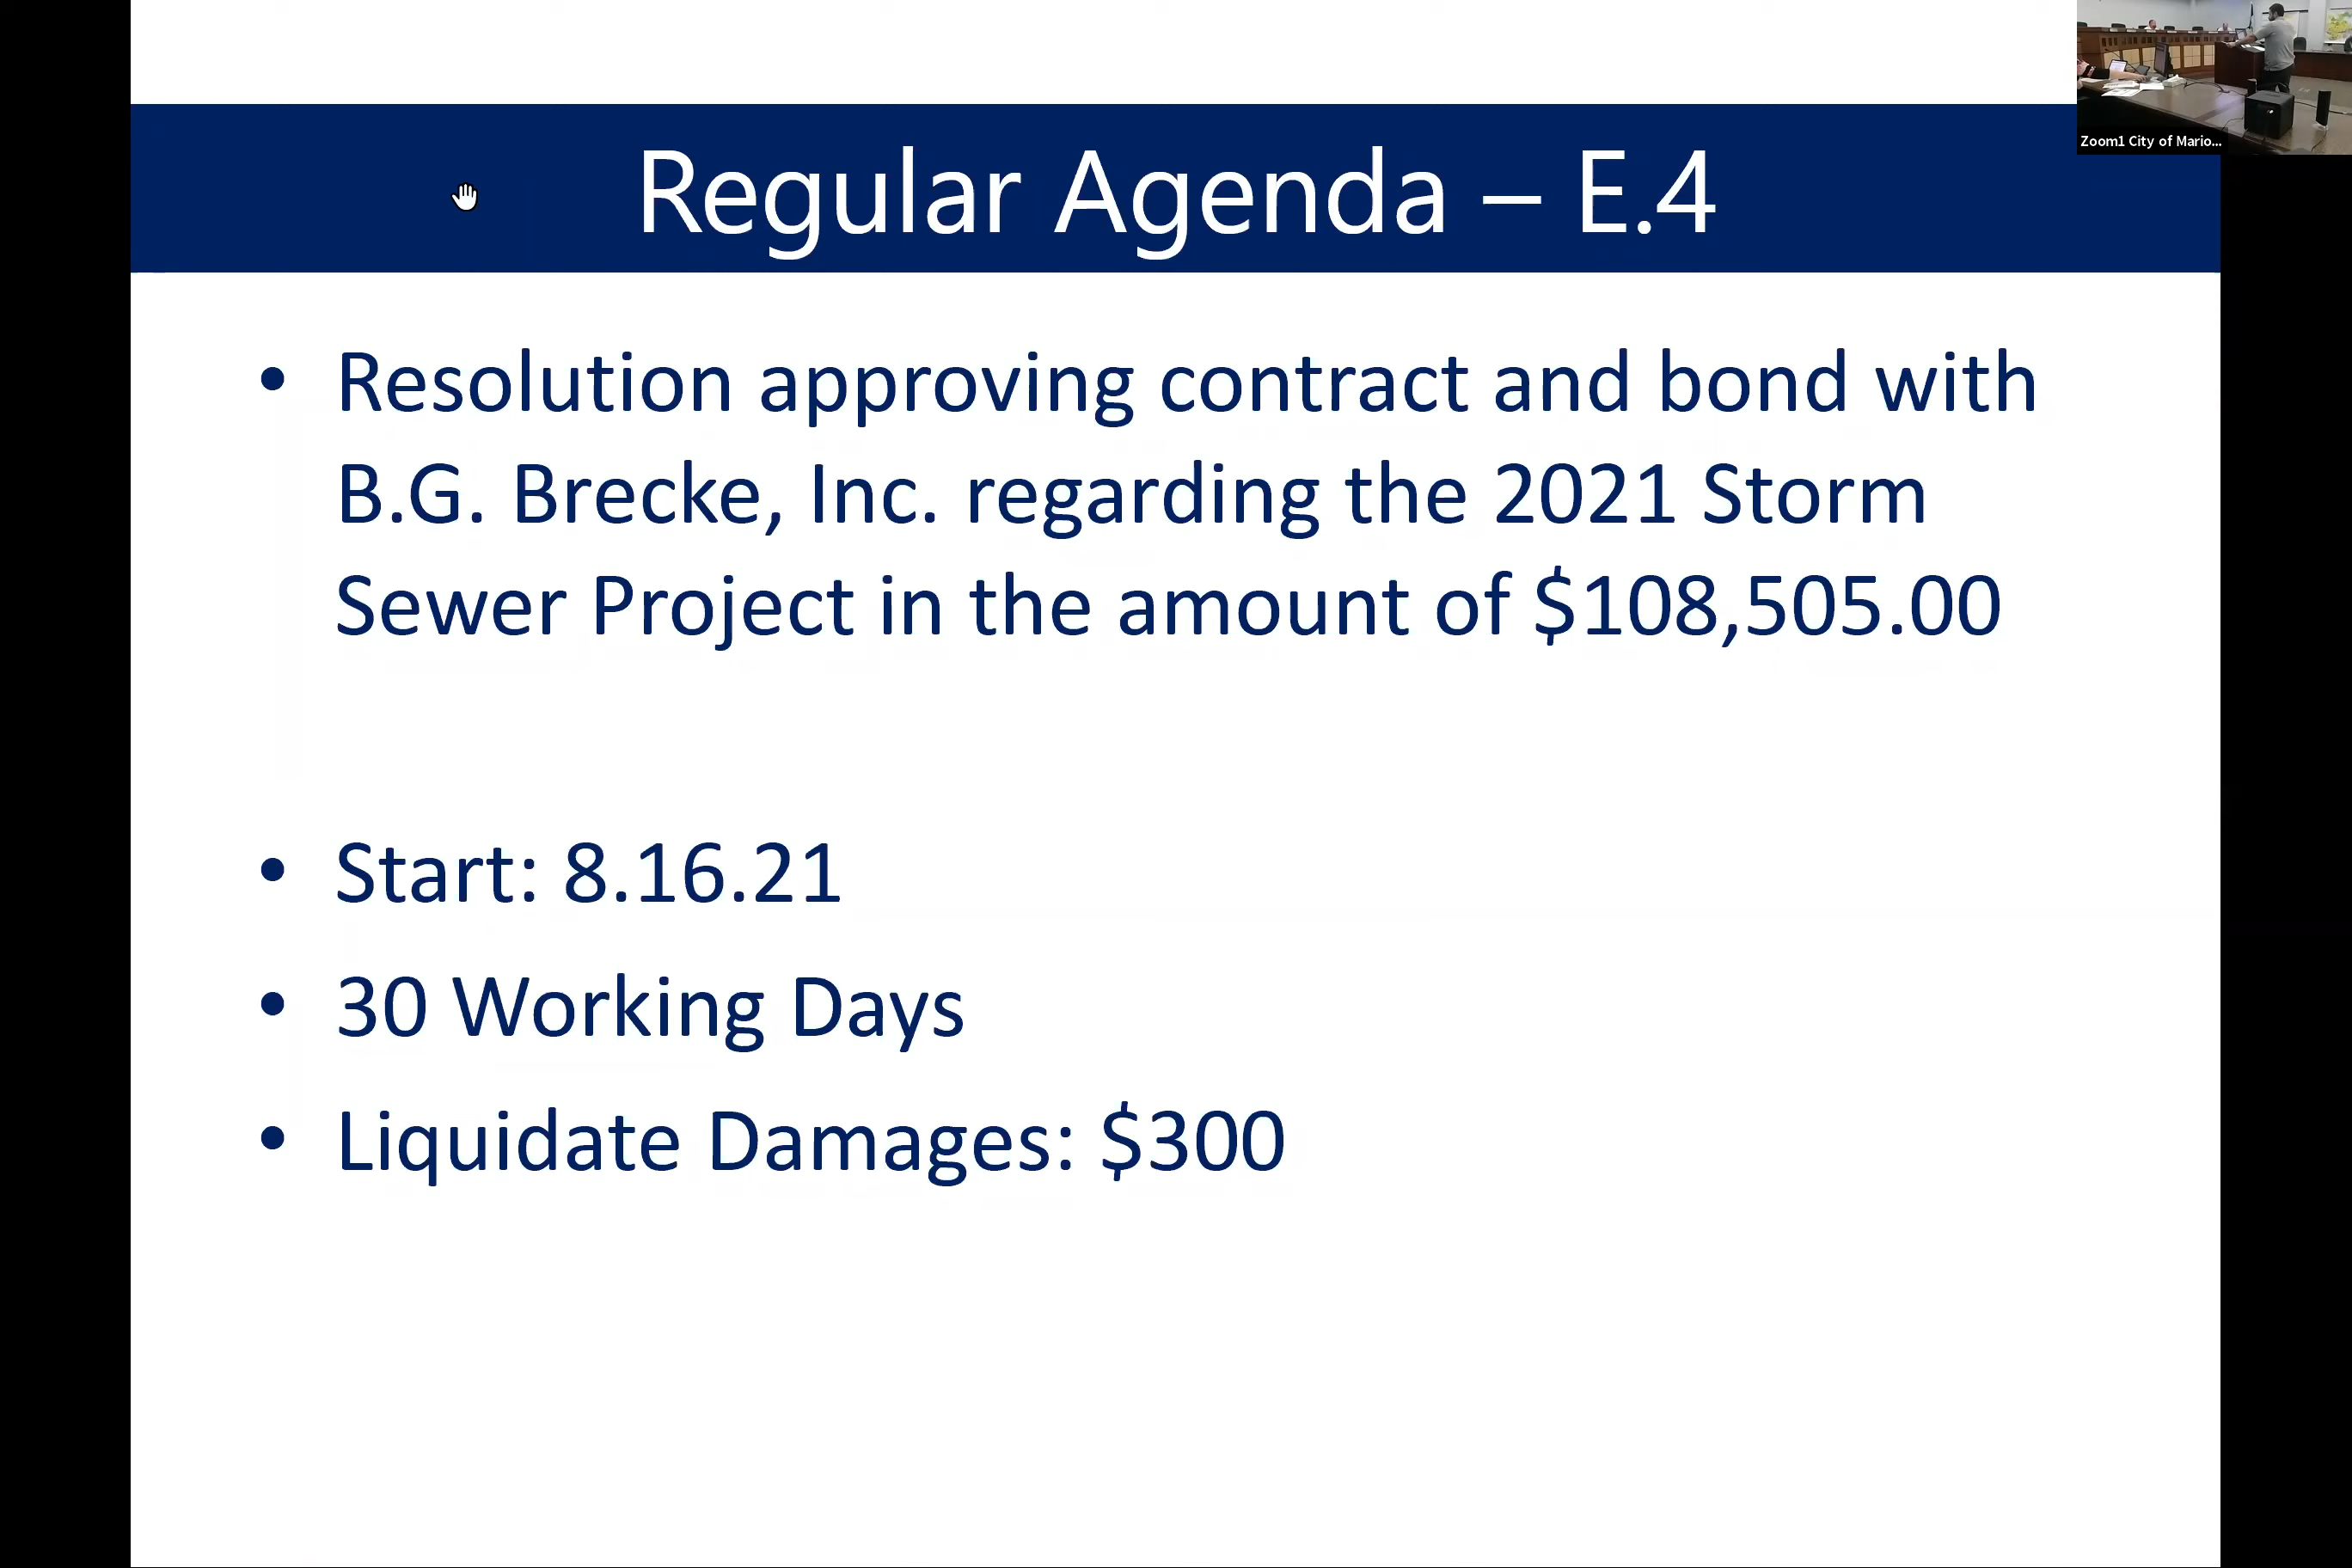 Zoom1 City of Mario...
Regular Agenda – E.4
• Resolution approving contract and bond with
B.G. Brecke, Inc. regarding the 2021 Storm
Sewer Project in the amount of $108,505.00
• Start: 8.16.21
• 30 Working Days
• Liquidate Damages: $300